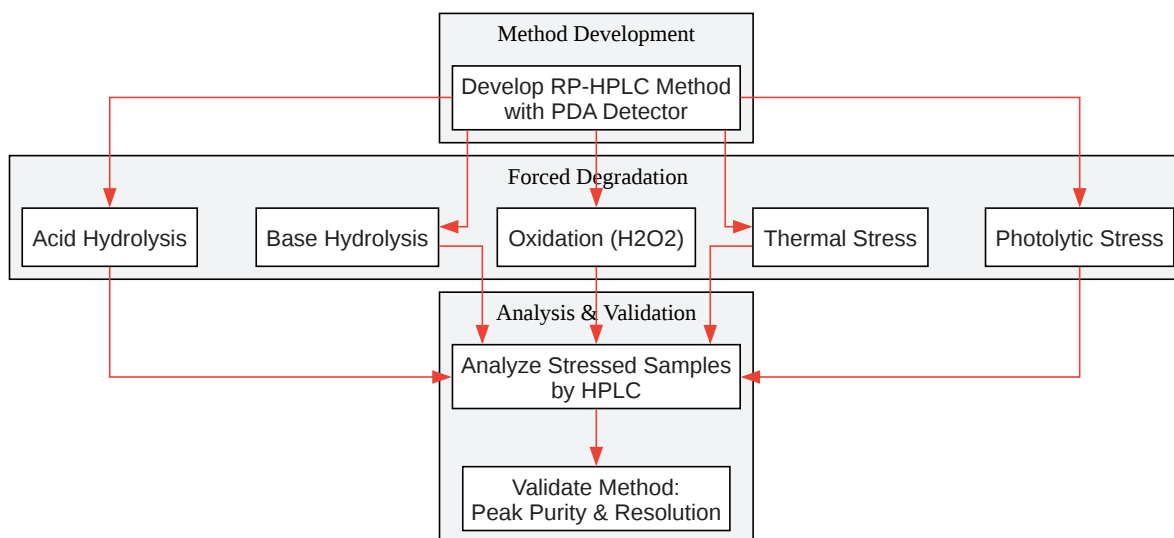 Method Development
Develop RP-HPLC Method
with PDA Detector
Forced Degradation
Acid Hydrolysis
Base Hydrolysis
Oxidation (H2O2)
Thermal Stress
Photolytic Stress
Analysis & Validation
Analyze Stressed Samples
by HPLC
Validate Method:
Peak Purity & Resolution